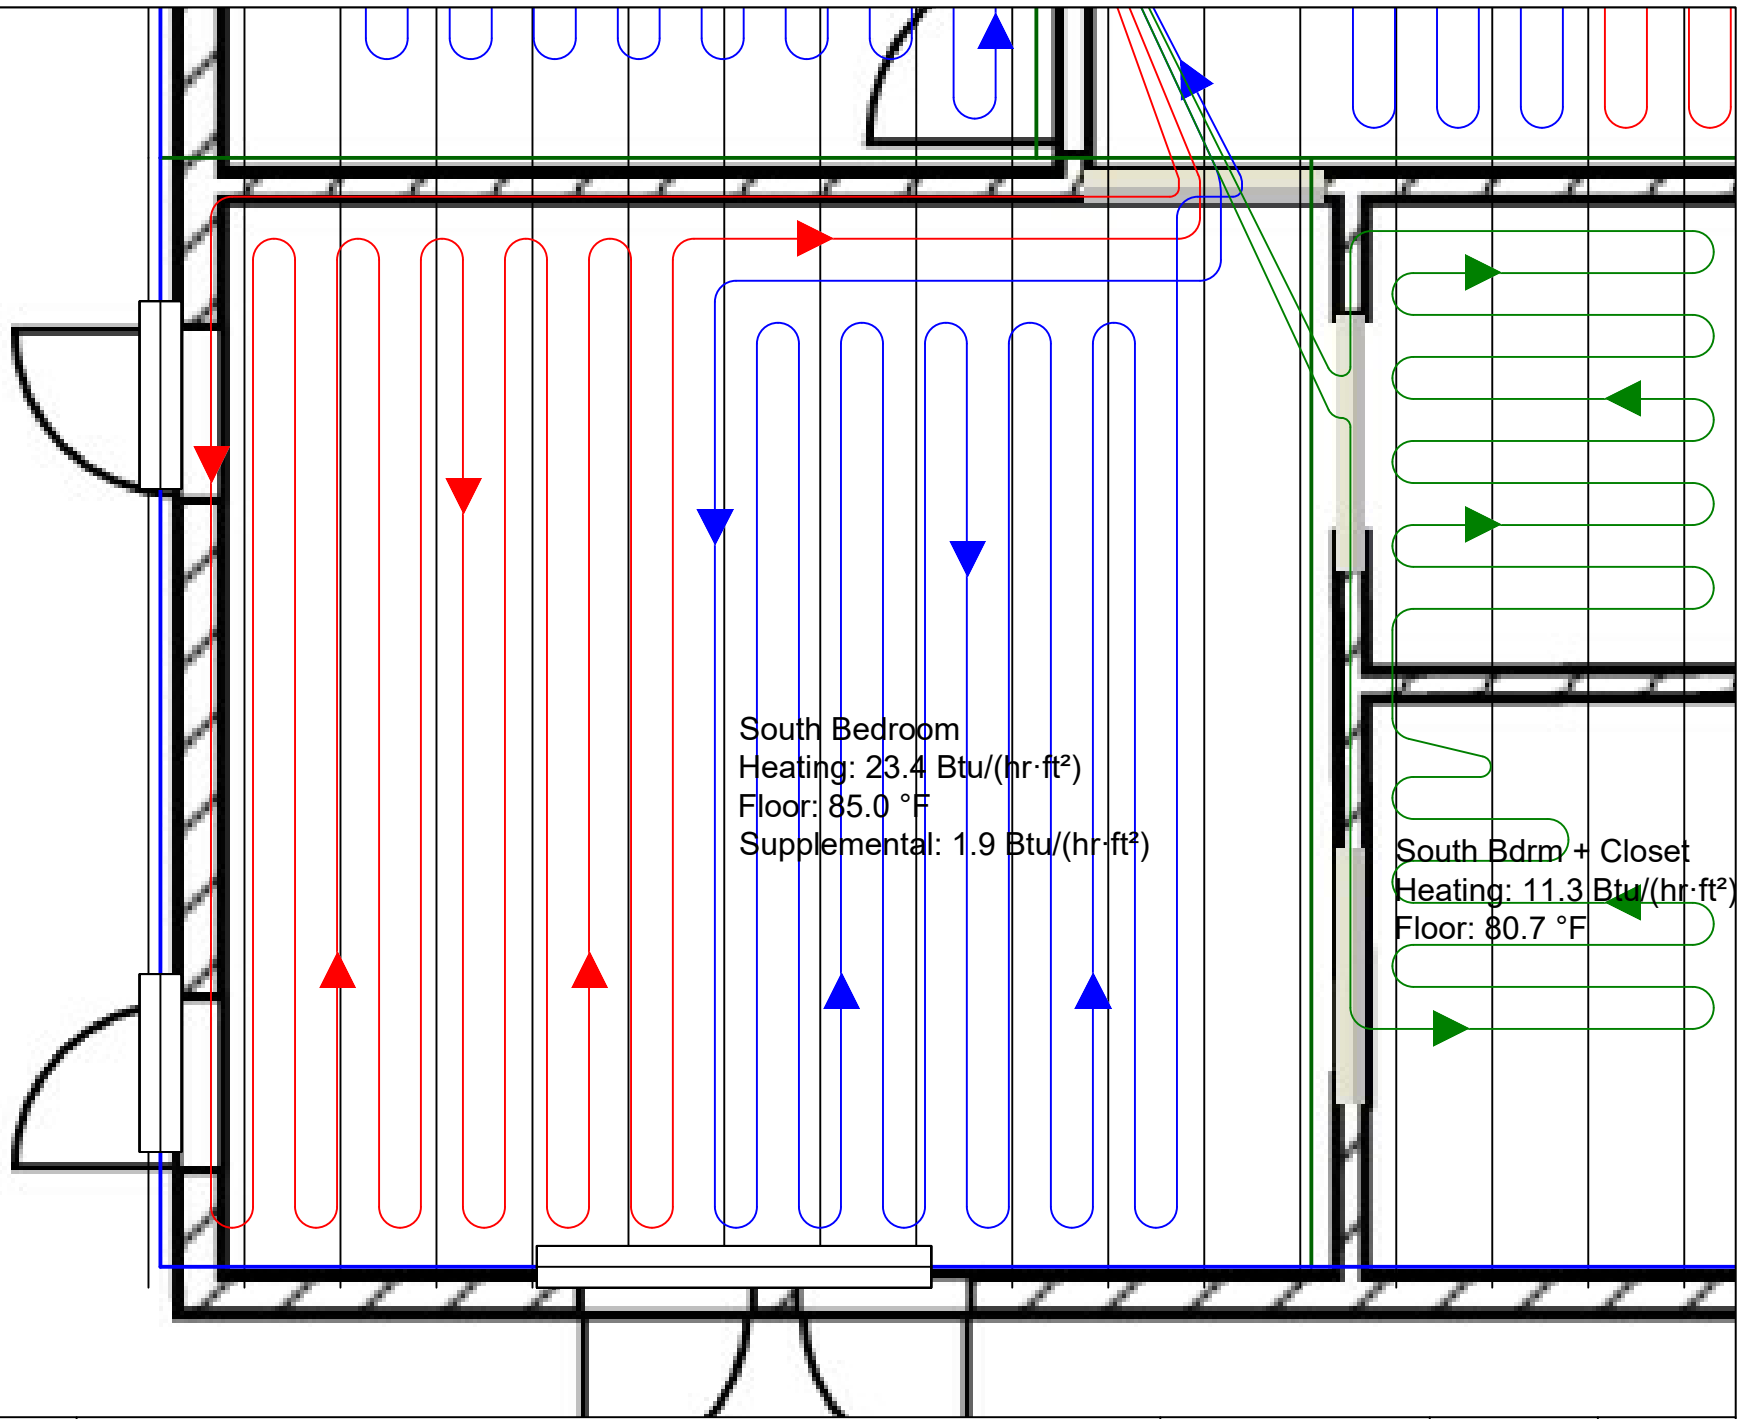 South Bedroom
Heating: 23.4 Btu/(hr·ft²)
Floor: 85.0 °F
Supplemental: 1.9 Btu/(hr·ft²)
South Bdrm + Closet
Heating: 11.3 Btu/(hr·ft²)
Floor: 80.7 °F